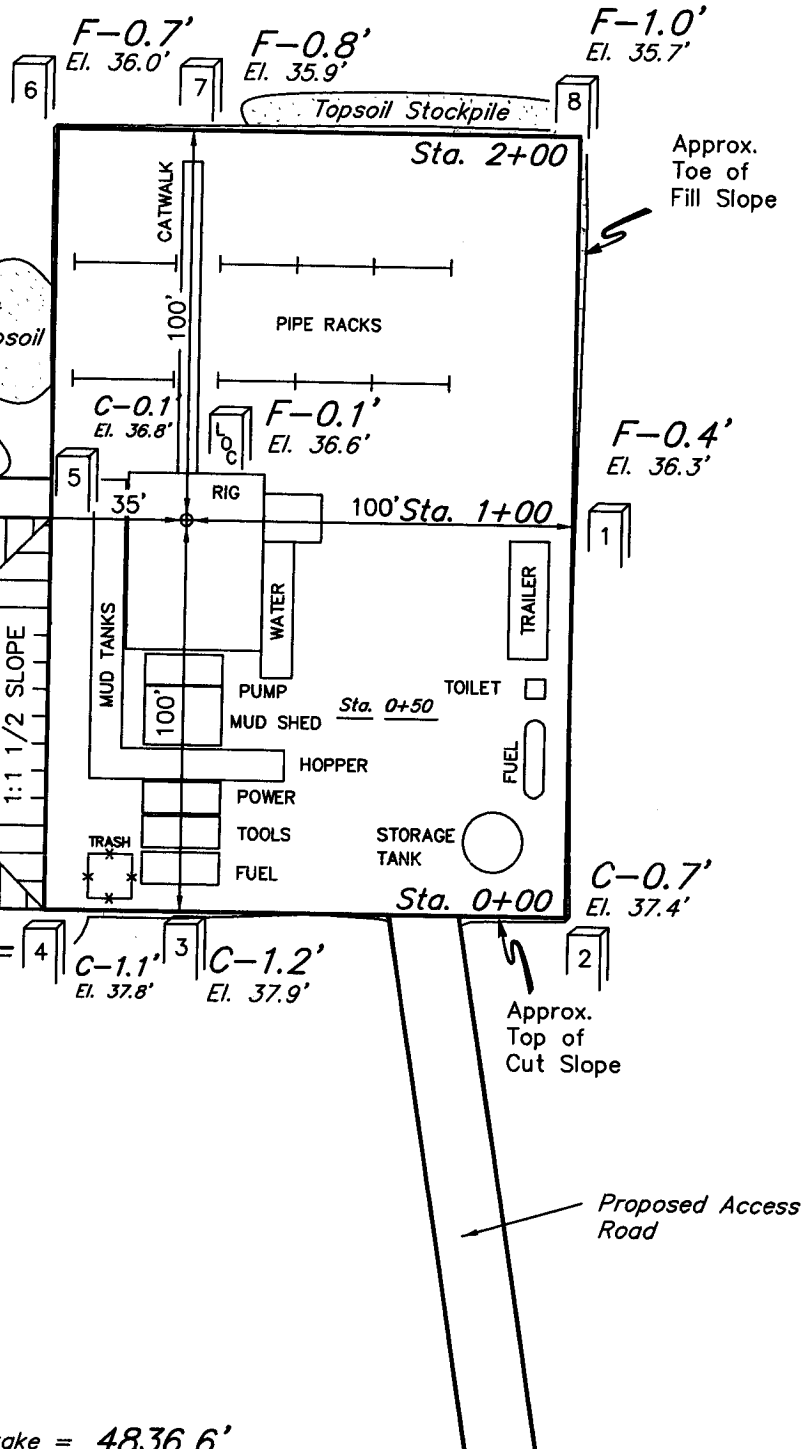 F-0.7'
El. 36.0'
F-0.8'
El. 35.9'
F-1.0'
El. 35.7'
6
7
8
Topsoil Stockpile
Sta. 2+00
Approx.
Toe of
Fill Slope
CATWALK
100'
PIPE RACKS
C-0.1'
El. 36.8'
LOC
F-0.1'
El. 36.6'
F-0.4'
El. 36.3'
5
35'
RIG
100'
Sta. 1+00
1
MUD TANKS
WATER
TRAILER
1:1 1/2 SLOPE
PUMP
TOILET
100'
MUD SHED
Sta. 0+50
HOPPER
FUEL
POWER
TRASH
TOOLS
STORAGE
TANK
FUEL
Sta. 0+00
C-0.7'
El. 37.4'
=
4
C-1.1'
El. 37.8'
3
C-1.2'
El. 37.9'
2
Approx.
Top of
Cut Slope
Proposed Access
Road
= 4836.6'